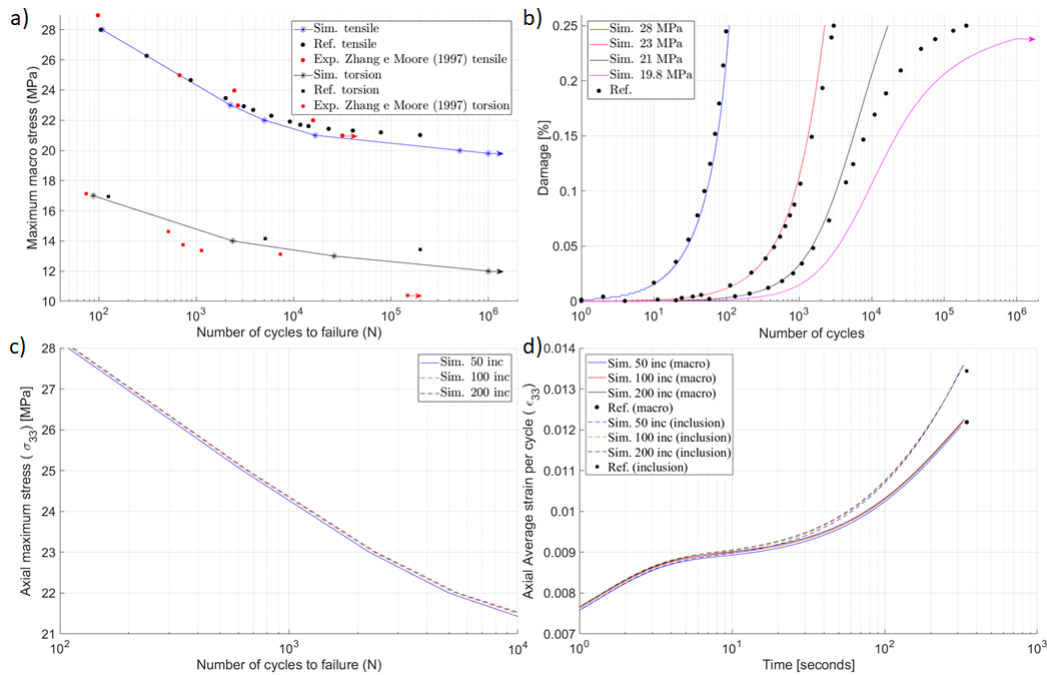 a)
Maximum macro stress (MPa)
28
26
24
22
20
18
16
14
12
10
10^2
10^3
10^4
10^5
10^6
Number of cycles to failure (N)
Sim. tensile
Ref. tensile
Exp. Zhang e Moore (1997) tensile
Sim. torsion
Ref. torsion
Exp. Zhang e Moore (1997) torsion
b)
Damage [%]
0.25
0.2
0.15
0.1
0.05
0
10^0
10^1
10^2
10^3
10^4
10^5
10^6
Number of cycles
Sim. 28 MPa
Sim. 23 MPa
Sim. 21 MPa
Sim. 19.8 MPa
Ref.
c)
Axial maximum stress ( σ33) [MPa]
28
27
26
25
24
23
22
21
10^2
10^3
10^4
Number of cycles to failure (N)
Sim. 50 inc
Sim. 100 inc
Sim. 200 inc
d)
Axial Average strain per cycle ( ϵ33)
0.014
0.013
0.012
0.011
0.01
0.009
0.008
0.007
10^0
10^1
10^2
10^3
Time [seconds]
Sim. 50 inc (macro)
Sim. 100 inc (macro)
Sim. 200 inc (macro)
Ref. (macro)
Sim. 50 inc (inclusion)
Sim. 100 inc (inclusion)
Sim. 200 inc (inclusion)
Ref. (inclusion)